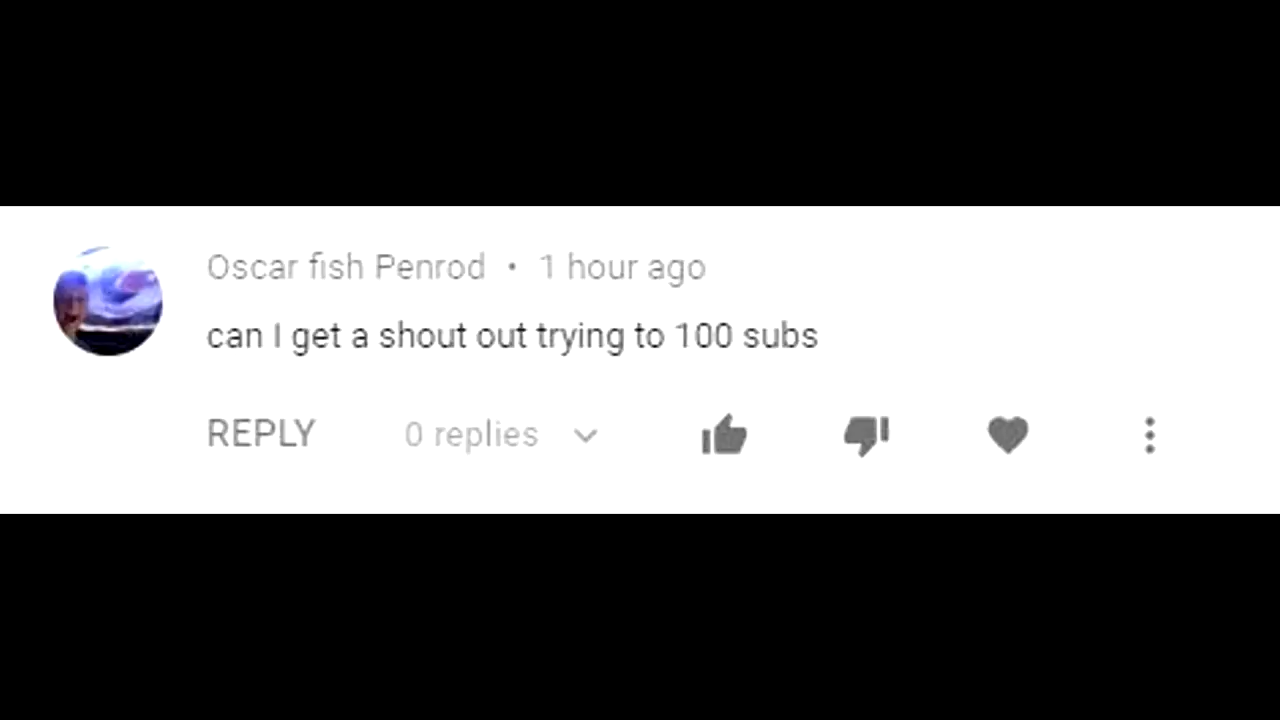 Oscar fish Penrod • 1 hour ago
can I get a shout out trying to 100 subs
REPLY 0 replies